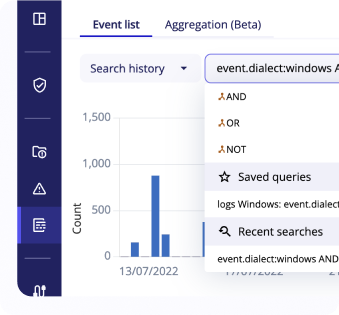 Event list
Aggregation (Beta)
Search history
event.dialect:windows A
AND
OR
NOT
Saved queries
logs Windows: event.dialect
Recent searches
event.dialect:windows AND
1,500
1,000
500
0
Count
13/07/2022
17/07/2022